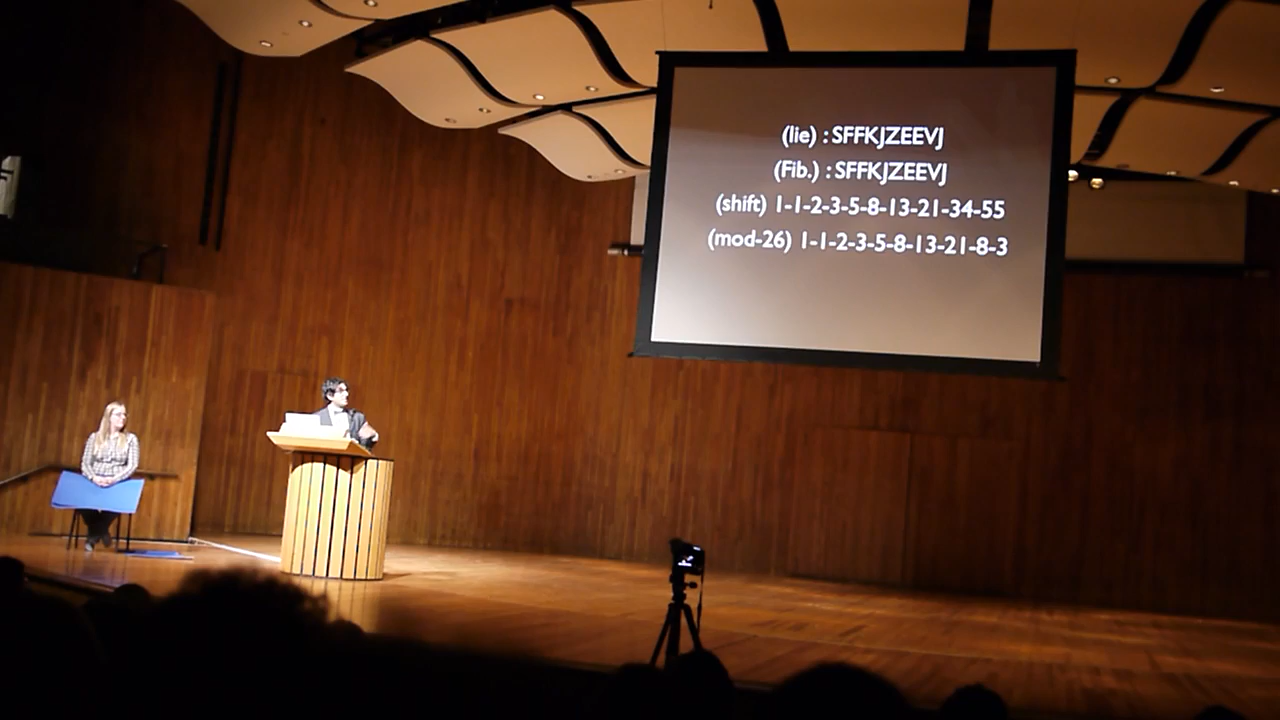 (lie) : SFFKJZEEVJ
(Fib.) : SFFKJZEEVJ
(shift) 1-1-2-3-5-8-13-21-34-55
(mod-26) 1-1-2-3-5-8-13-21-8-3